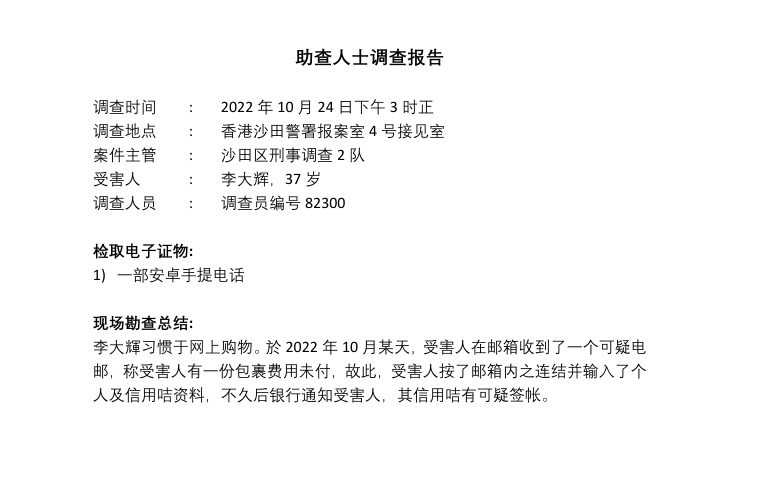 助查人士调查报告
调查时间 : 2022 年 10 月 24 日下午 3 时正
调查地点 : 香港沙田警署报案室 4 号接见室
案件主管 : 沙田区刑事调查 2 队
受害人 : 李大辉，37 岁
调查人员 : 调查员编号 82300
检取电子证物:
1) 一部安卓手提电话
现场勘查总结:
李大輝习惯于网上购物。於 2022 年 10 月某天，受害人在邮箱收到了一个可疑电
邮，称受害人有一份包裹费用未付，故此，受害人按了邮箱内之连结并输入了个
人及信用咭资料，不久后银行通知受害人，其信用咭有可疑签帐。